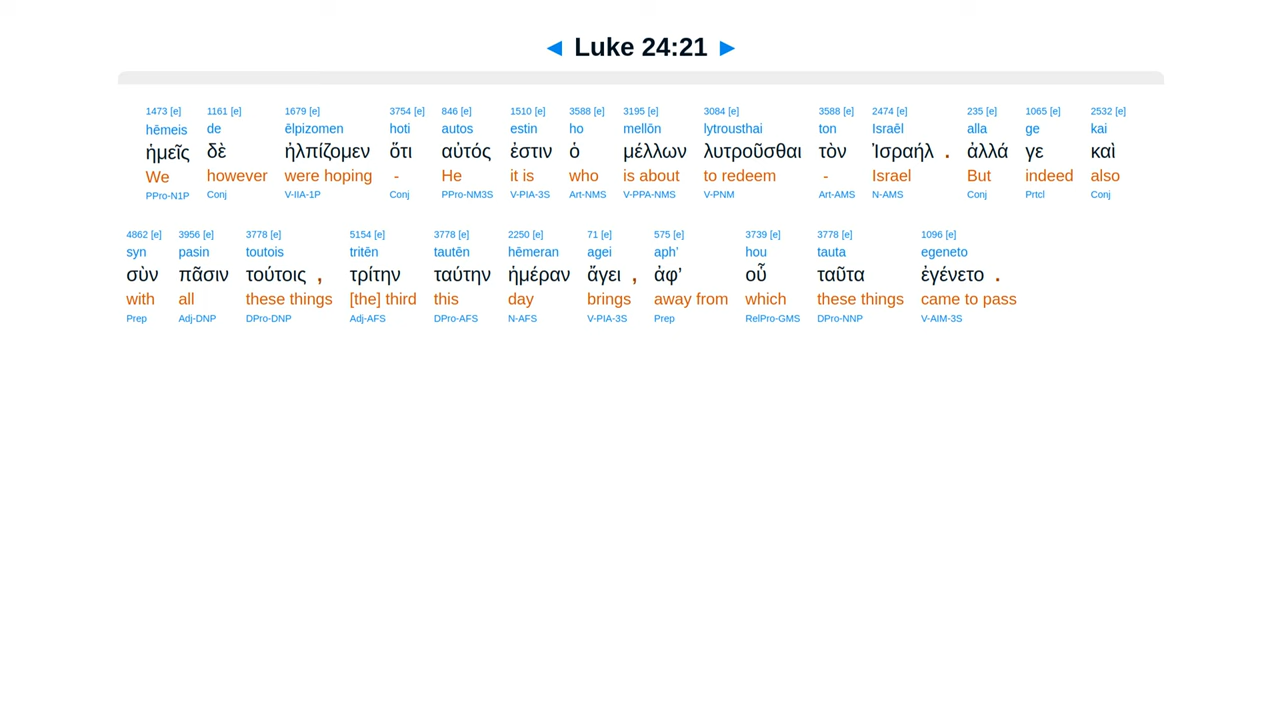 ◄ Luke 24:21 ►
1473 [e] 1161 [e] 1679 [e] 3754 [e] 846 [e] 1510 [e] 3588 [e] 3195 [e] 3084 [e] 3588 [e] 2474 [e] 235 [e] 1065 [e] 2532 [e]
hēmeis de ēlpizomen hoti autos estin ho mellōn lytrousthai ton Israēl alla ge kai
ἡμεῖς δὲ ἠλπίζομεν ὅτι αὐτός ἐστιν ὁ μέλλων λυτροῦσθαι τὸν Ἰσραήλ . ἀλλά γε καὶ
We however were hoping - He it is who is about to redeem - Israel But indeed also
PPro-N1P Conj V-IIA-1P Conj PPro-NM3S V-PIA-3S Art-NMS V-PPA-NMS V-PNM Art-AMS N-AMS Conj Prtcl Conj
4862 [e] 3956 [e] 3778 [e] 5154 [e] 3778 [e] 2250 [e] 71 [e] 575 [e] 3739 [e] 3778 [e] 1096 [e]
syn pasin toutois tritēn tautēn hēmeran agei aph’ hou tauta egeneto
σὺν πᾶσιν τούτοις , τρίτην ταύτην ἡμέραν ἄγει , ἀφ’ οὗ ταῦτα ἐγένετο .
with all these things [the] third this day brings away from which these things came to pass
Prep Adj-DNP DPro-DNP Adj-AFS DPro-AFS N-AFS V-PIA-3S Prep RelPro-GMS DPro-NNP V-AIM-3S